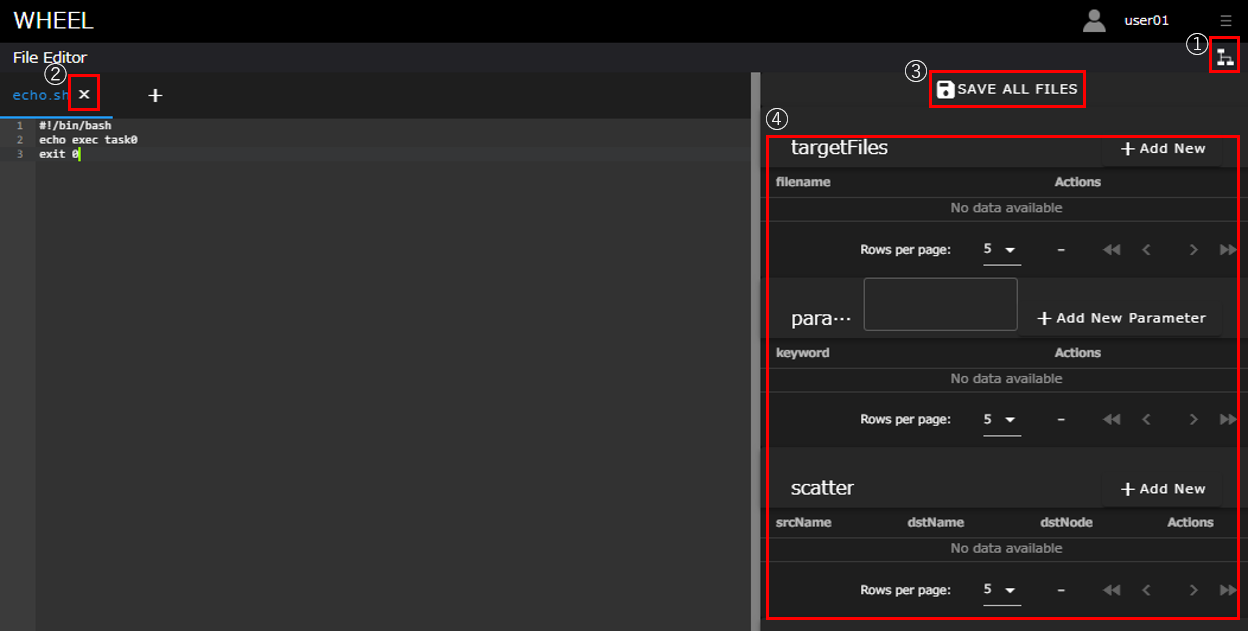 WHEEL
user01
①
File Editor
②
echo.sh
③
SAVE ALL FILES
1 #!/bin/bash
2 echo exec task0
3 exit 0
④
targetFiles
Add New
filename Actions
No data available
Rows per page: 5 –
para…
Add New Parameter
keyword Actions
No data available
Rows per page: 5 –
scatter
Add New
srcName dstName dstNode Actions
No data available
Rows per page: 5 –